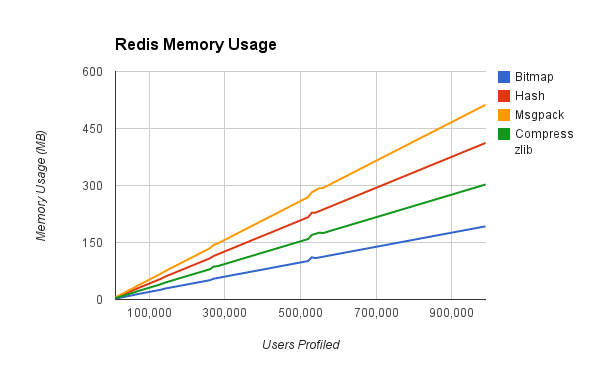 Redis Memory Usage
600
450
300
150
0
Memory Usage (MB)
100,000 300,000 500,000 700,000 900,000
Users Profiled
Bitmap
Hash
Msgpack
Compress
zlib